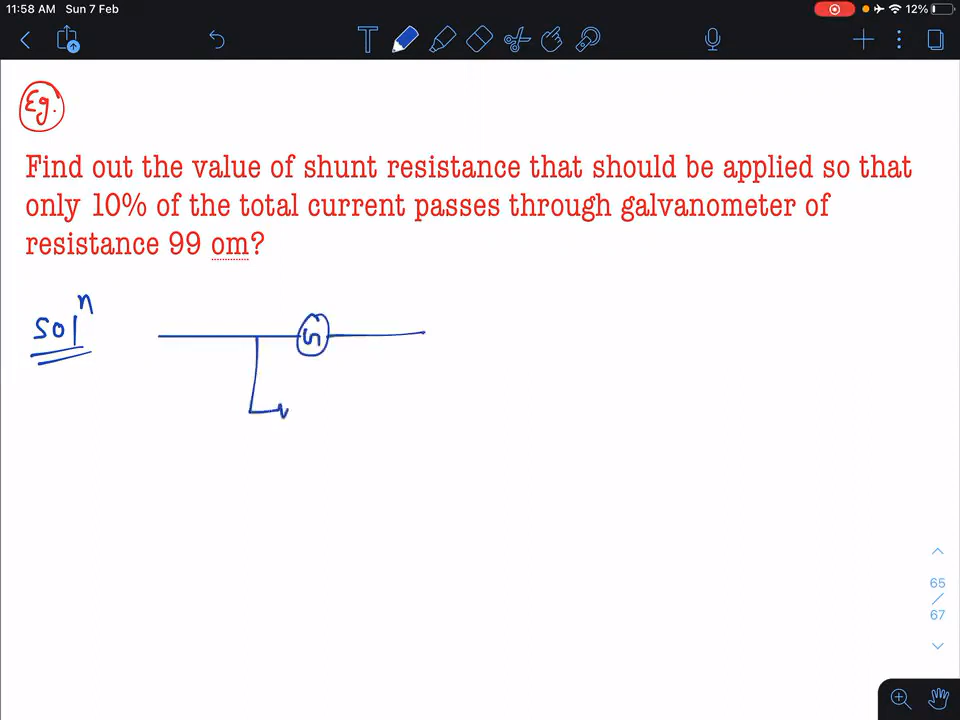 11:58 AM Sun 7 Feb
12%
T
Eg.
Find out the value of shunt resistance that should be applied so that
only 10% of the total current passes through galvanometer of
resistance 99 om?
Solⁿ
G
65
/
67